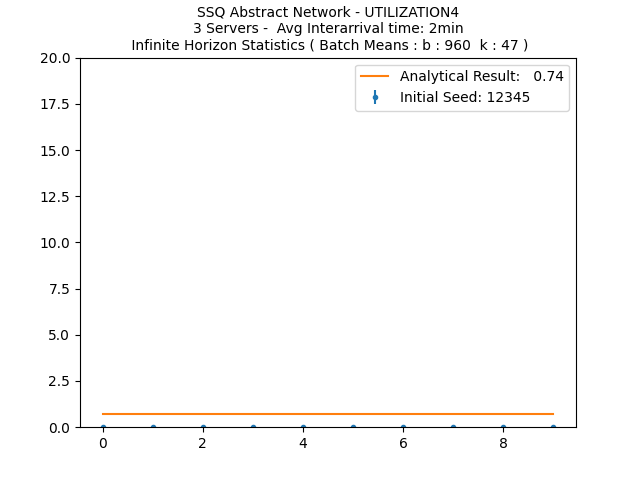 SSQ Abstract Network - UTILIZATION4
3 Servers -  Avg Interarrival time: 2min
Infinite Horizon Statistics ( Batch Means : b : 960  k : 47 )
Analytical Result:   0.74
Initial Seed: 12345
20.0
17.5
15.0
12.5
10.0
7.5
5.0
2.5
0.0
0 2 4 6 8